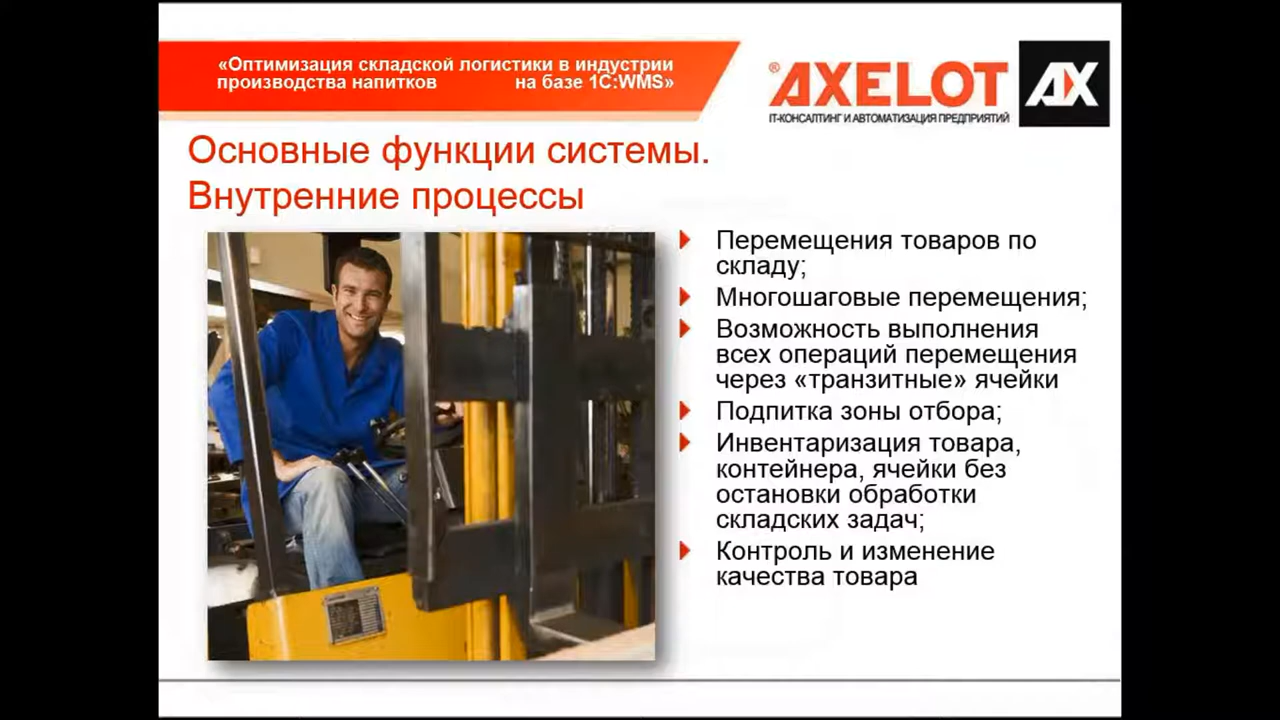 «Оптимизация складской логистики в индустрии
производства напитков на базе 1С:WMS»
®AXELOT AX
IT-КОНСАЛТИНГ И АВТОМАТИЗАЦИЯ ПРЕДПРИЯТИЙ
Основные функции системы.
Внутренние процессы
Перемещения товаров по
складу;
Многошаговые перемещения;
Возможность выполнения
всех операций перемещения
через «транзитные» ячейки
Подпитка зоны отбора;
Инвентаризация товара,
контейнера, ячейки без
остановки обработки
складских задач;
Контроль и изменение
качества товара